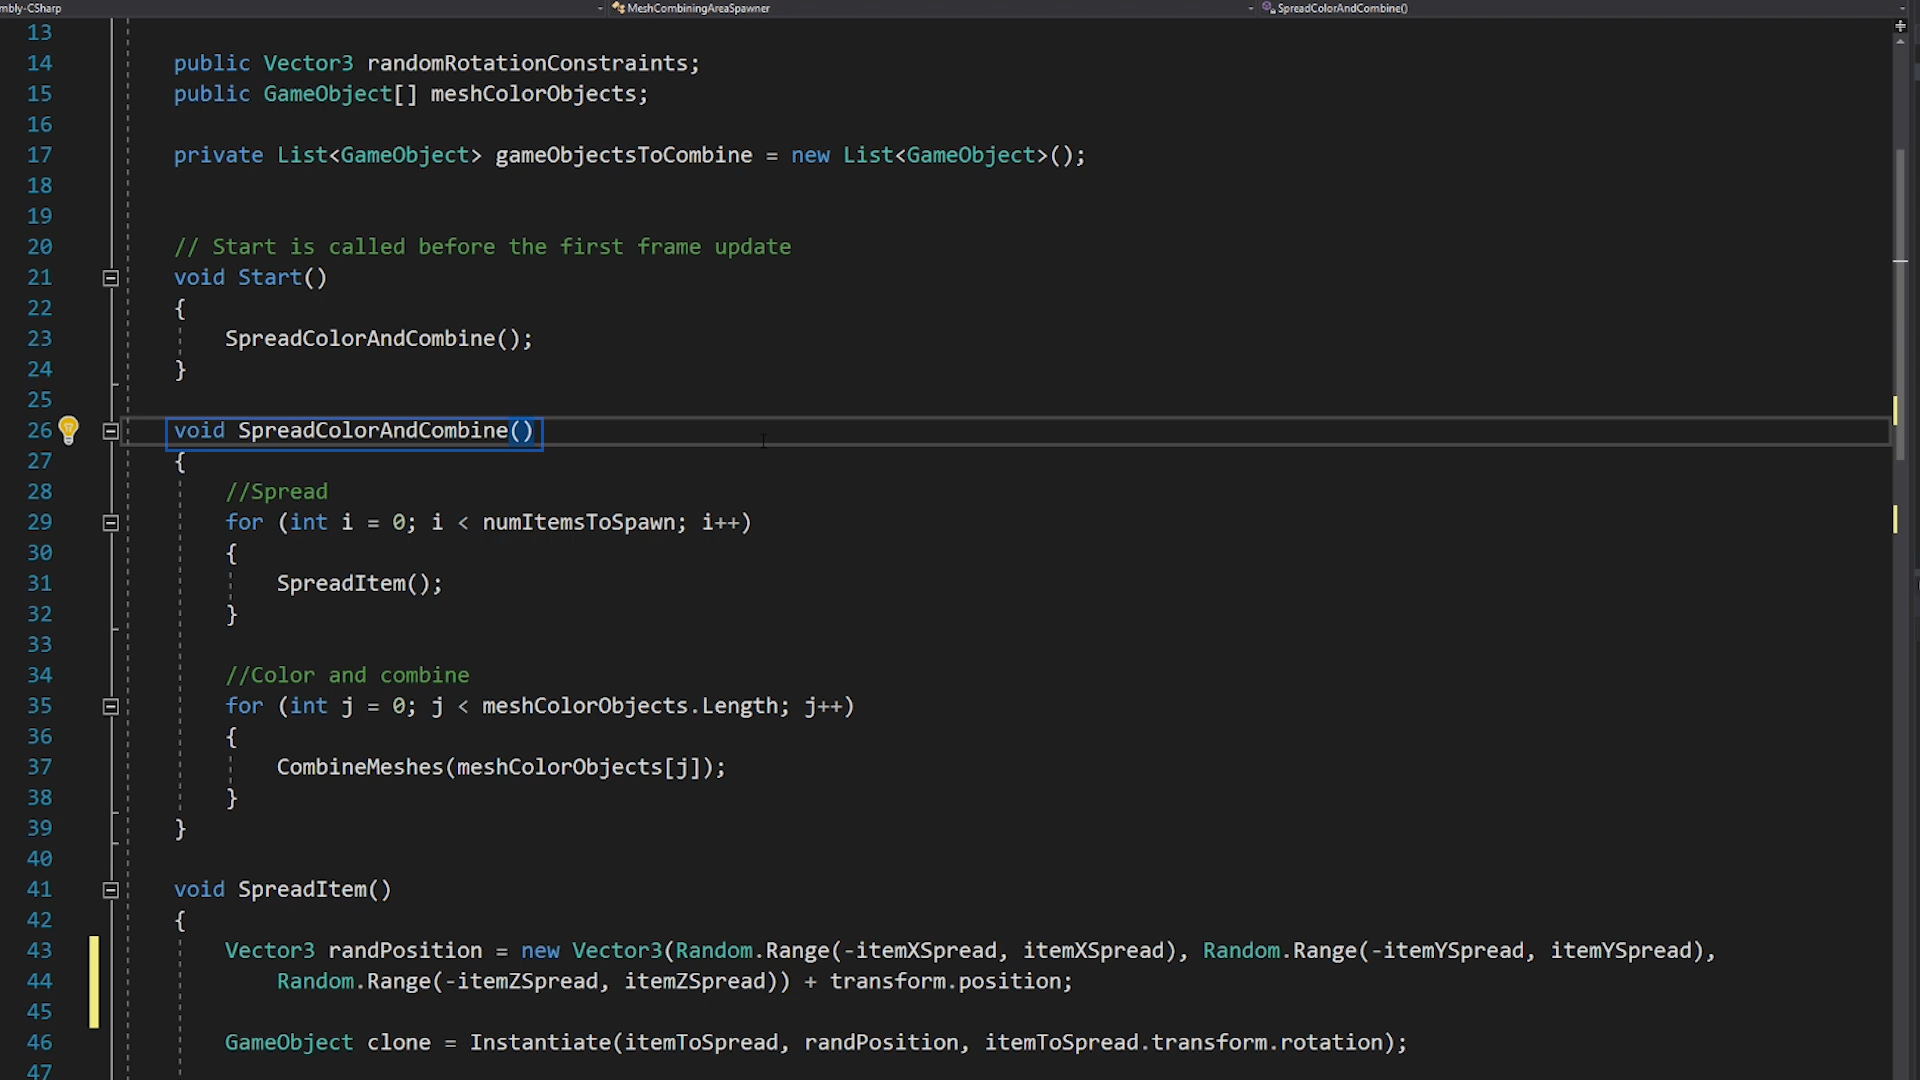 mbly-CSharp MeshCombiningAreaSpawner SpreadColorAndCombine()
13
14 public Vector3 randomRotationConstraints;
15 public GameObject[] meshColorObjects;
16
17 private List<GameObject> gameObjectsToCombine = new List<GameObject>();
18
19
20 // Start is called before the first frame update
21 void Start()
22 {
23 SpreadColorAndCombine();
24 }
25
26 void SpreadColorAndCombine()
27 {
28 //Spread
29 for (int i = 0; i < numItemsToSpawn; i++)
30 {
31 SpreadItem();
32 }
33
34 //Color and combine
35 for (int j = 0; j < meshColorObjects.Length; j++)
36 {
37 CombineMeshes(meshColorObjects[j]);
38 }
39 }
40
41 void SpreadItem()
42 {
43 Vector3 randPosition = new Vector3(Random.Range(-itemXSpread, itemXSpread), Random.Range(-itemYSpread, itemYSpread),
44 Random.Range(-itemZSpread, itemZSpread)) + transform.position;
45
46 GameObject clone = Instantiate(itemToSpread, randPosition, itemToSpread.transform.rotation);
47